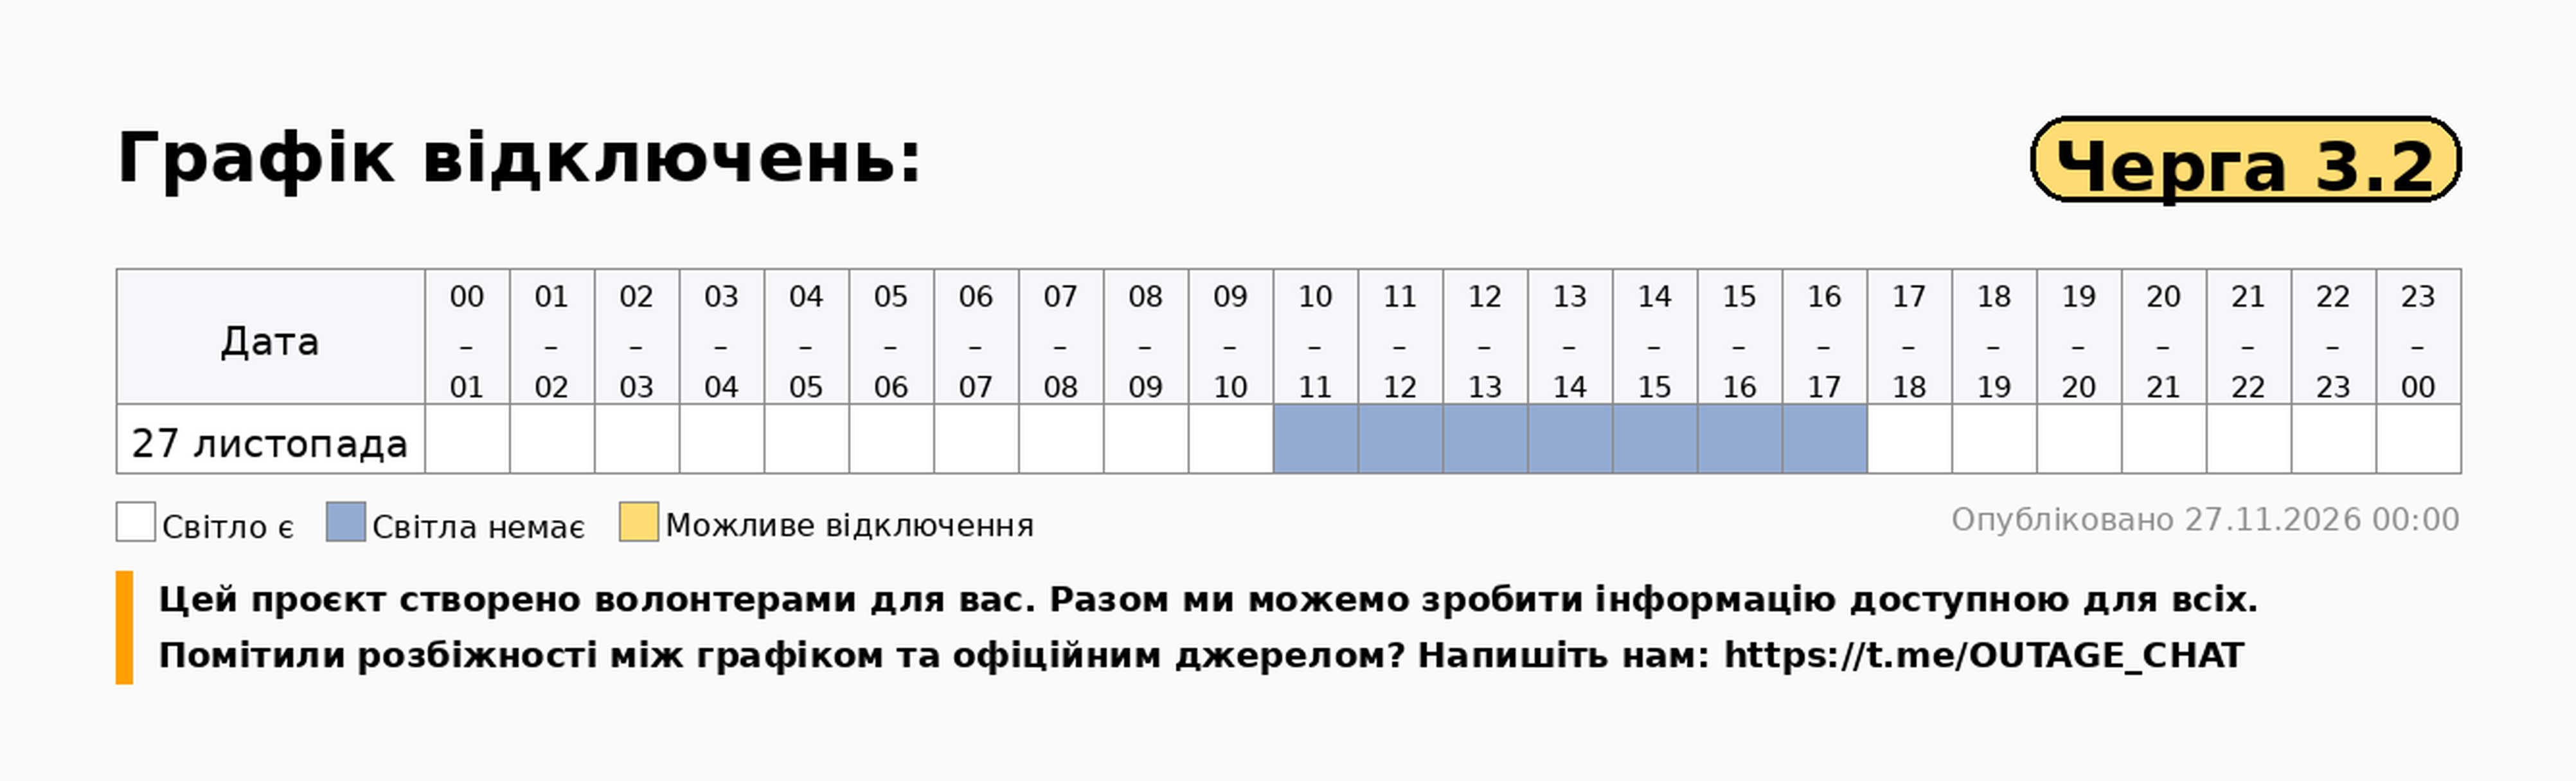 Графік відключень:
Черга 3.2
Дата
00 – 01
01 – 02
02 – 03
03 – 04
04 – 05
05 – 06
06 – 07
07 – 08
08 – 09
09 – 10
10 – 11
11 – 12
12 – 13
13 – 14
14 – 15
15 – 16
16 – 17
17 – 18
18 – 19
19 – 20
20 – 21
21 – 22
22 – 23
23 – 00
27 листопада
Світло є
Світла немає
Можливе відключення
Опубліковано 27.11.2026 00:00
Цей проєкт створено волонтерами для вас. Разом ми можемо зробити інформацію доступною для всіх.
Помітили розбіжності між графіком та офіційним джерелом? Напишіть нам: https://t.me/OUTAGE_CHAT